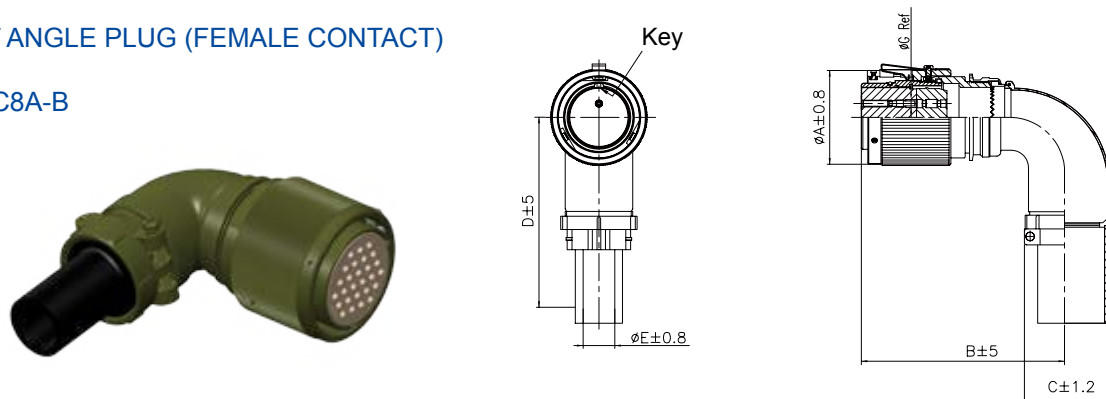 ANGLE PLUG (FEMALE CONTACT)
C8A-B
Key
øG Ref
øA±0.8
D±5
øE±0.8
B±5
C±1.2